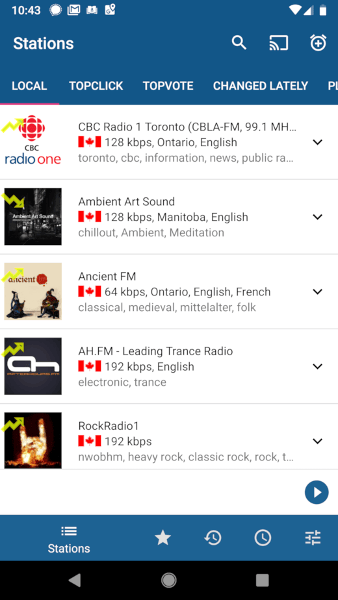 10:43
Stations
LOCAL TOPCLICK TOPVOTE CHANGED LATELY
CBC
radio one
CBC Radio 1 Toronto (CBLA-FM, 99.1 MH...
128 kbps, Ontario, English
toronto, cbc, information, news, public ra...
Ambient Art Sound
Ambient Art Sound
128 kbps, Manitoba, English
chillout, Ambient, Meditation
ancient
Ancient FM
64 kbps, Ontario, English, French
classical, medieval, mittelalter, folk
AH.FM - Leading Trance Radio
192 kbps, English
electronic, trance
RockRadio1
192 kbps
nwobhm, heavy rock, classic rock, rock, t...
Stations